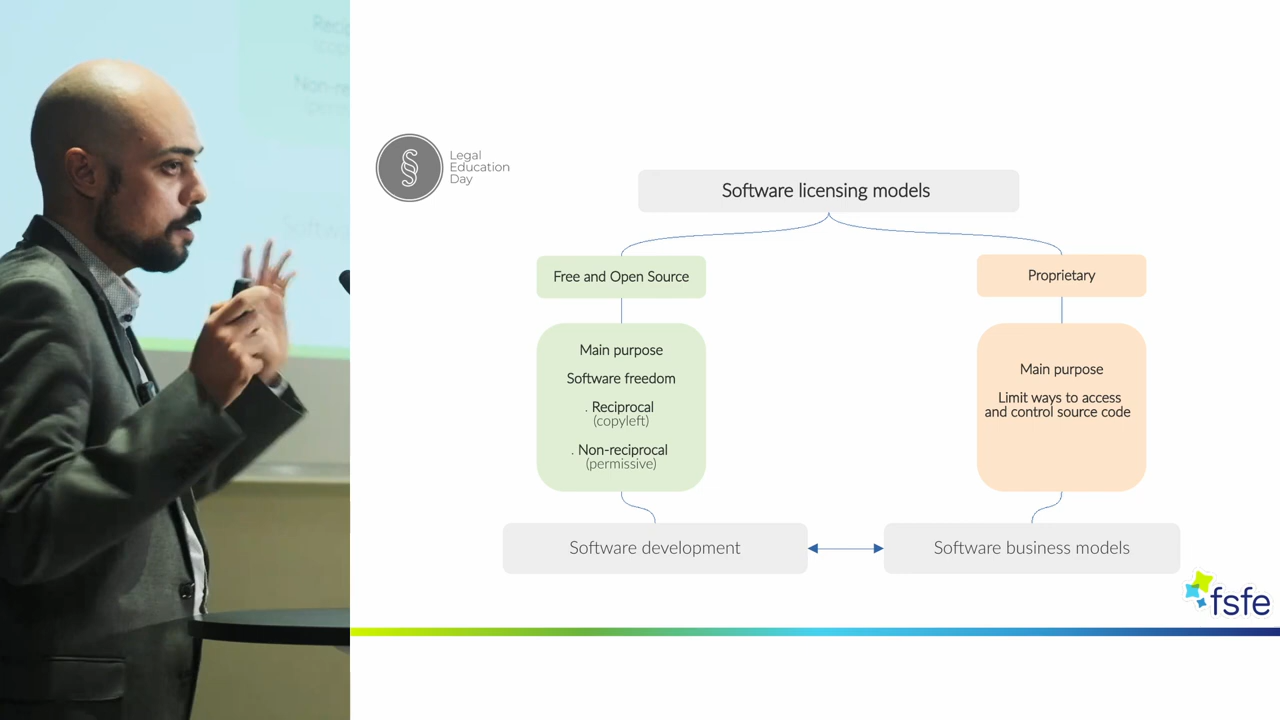 Legal
Education
Day
Software licensing models
Free and Open Source
Proprietary
Main purpose
Software freedom
. Reciprocal
(copyleft)
. Non-reciprocal
(permissive)
Main purpose
Limit ways to access
and control source code
Software development
Software business models
fsfe